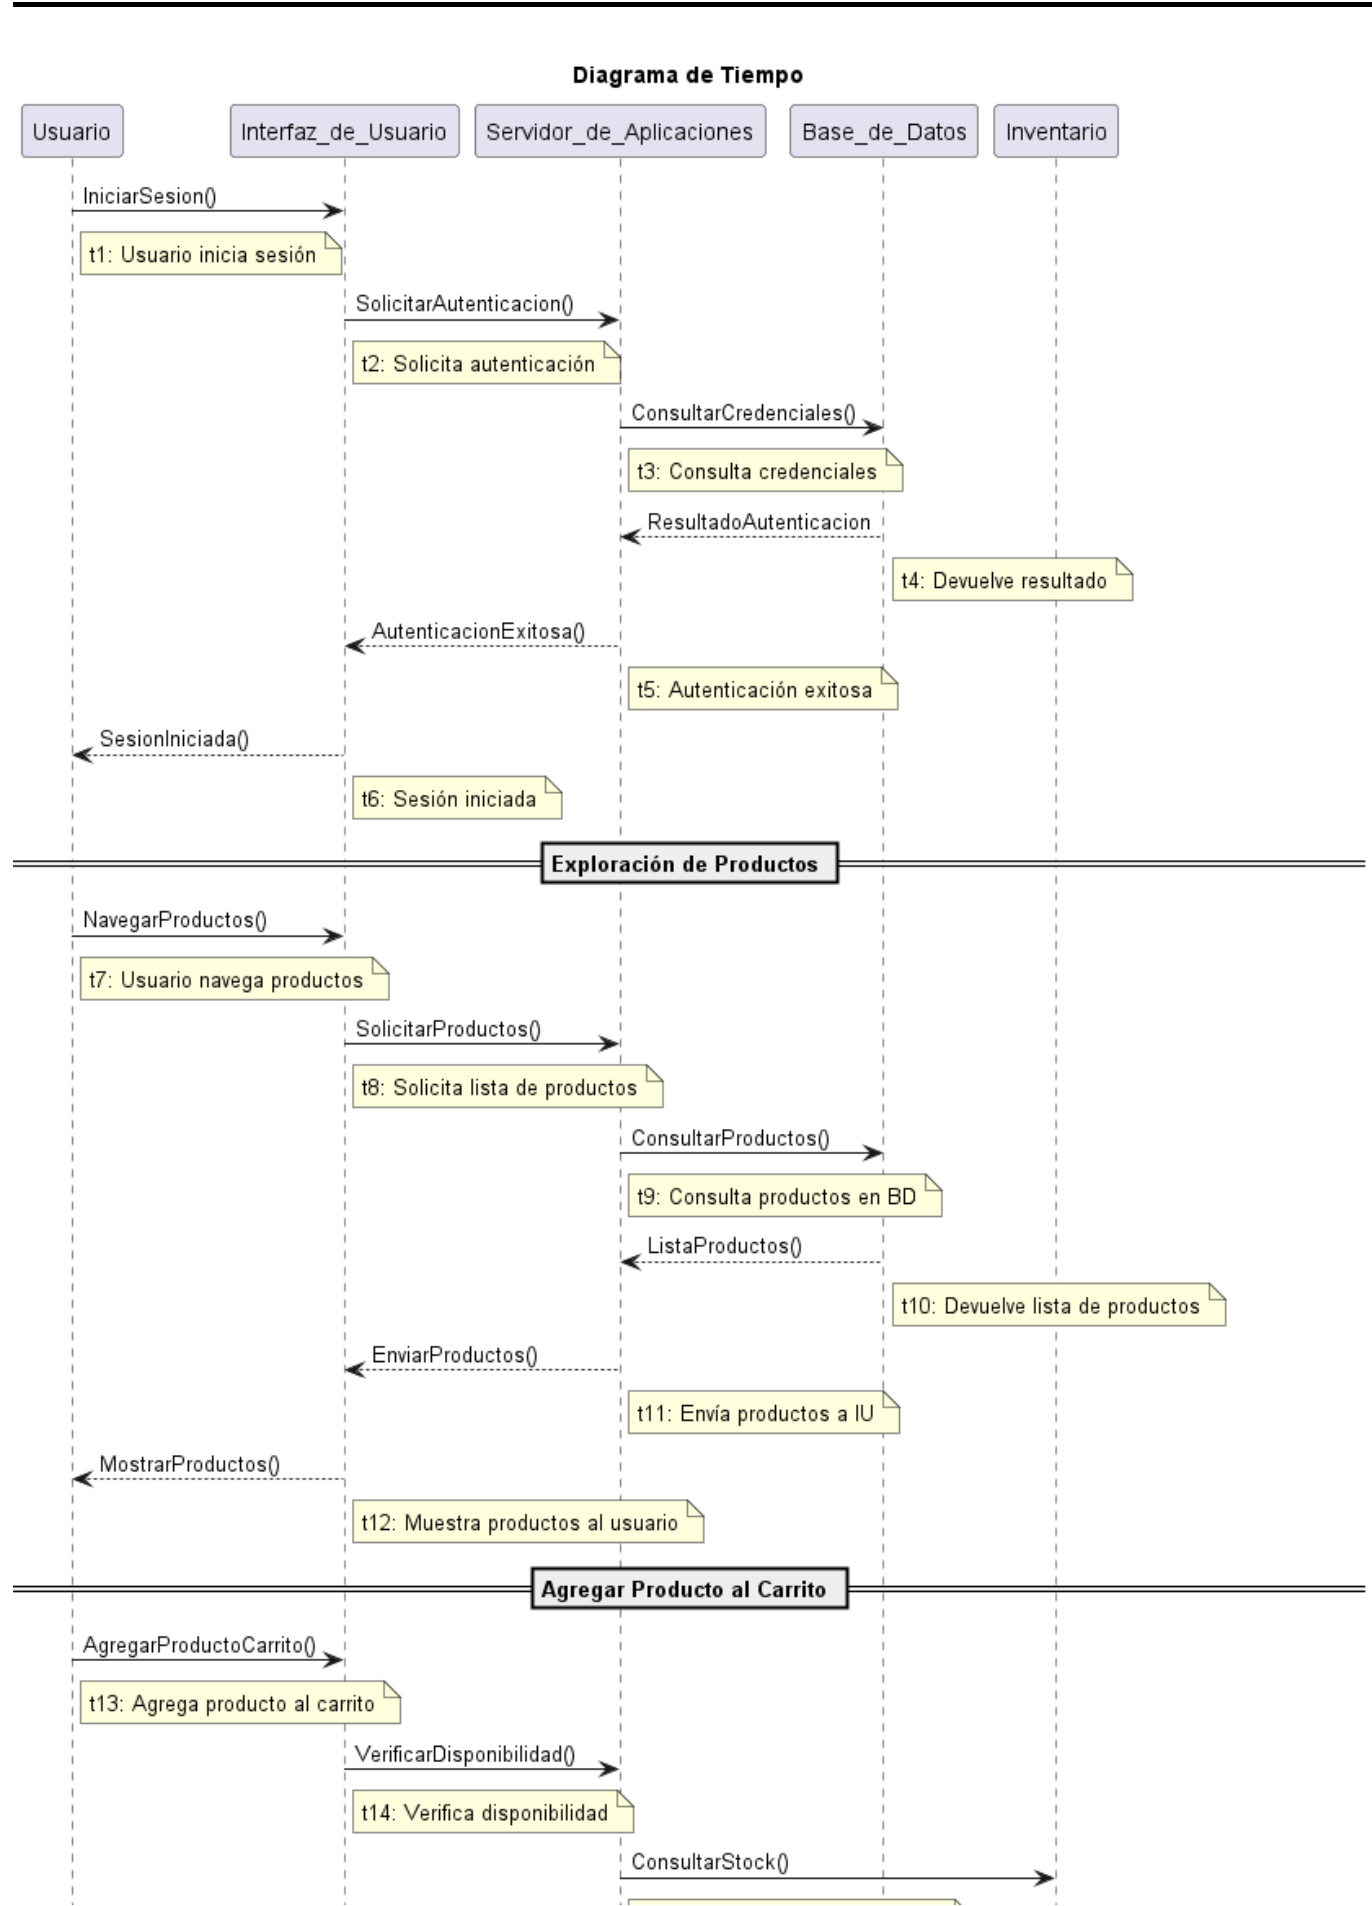 Diagrama de Tiempo
Usuario
Interfaz_de_Usuario
Servidor_de_Aplicaciones
Base_de_Datos
Inventario
IniciarSesion()
t1: Usuario inicia sesión
SolicitarAutenticacion()
t2: Solicita autenticación
ConsultarCredenciales()
t3: Consulta credenciales
ResultadoAutenticacion
t4: Devuelve resultado
AutenticacionExitosa()
t5: Autenticación exitosa
SesionIniciada()
t6: Sesión iniciada
Exploración de Productos
NavegarProductos()
t7: Usuario navega productos
SolicitarProductos()
t8: Solicita lista de productos
ConsultarProductos()
t9: Consulta productos en BD
ListaProductos()
t10: Devuelve lista de productos
EnviarProductos()
t11: Envía productos a IU
MostrarProductos()
t12: Muestra productos al usuario
Agregar Producto al Carrito
AgregarProductoCarrito()
t13: Agrega producto al carrito
VerificarDisponibilidad()
t14: Verifica disponibilidad
ConsultarStock()